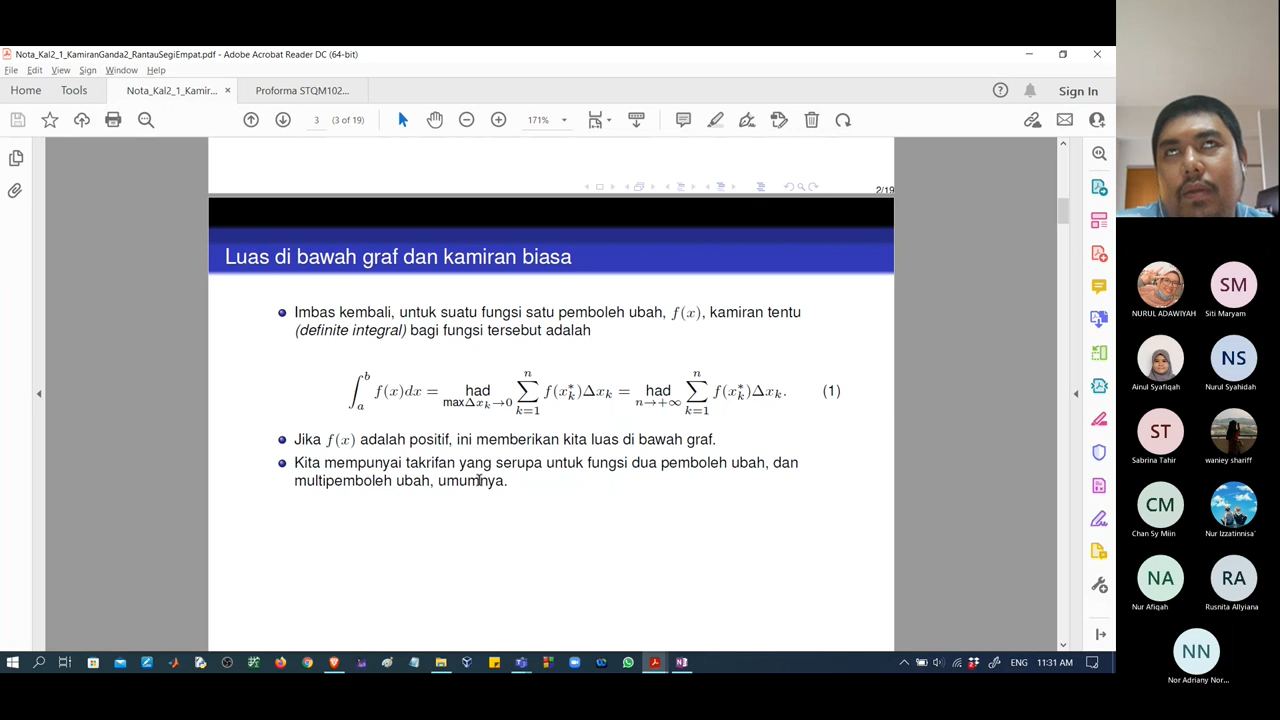 Nota_Kal2_1_KamiranGanda2_RantauSegiEmpat.pdf - Adobe Acrobat Reader DC (64-bit)
File Edit View Sign Window Help
Home Tools Nota_Kal2_1_Kamir... × Proforma STQM102... Sign In
3 (3 of 19) 171%
2/19
Luas di bawah graf dan kamiran biasa
Imbas kembali, untuk suatu fungsi satu pemboleh ubah, f(x), kamiran tentu
(definite integral) bagi fungsi tersebut adalah
∫_a^b f(x)dx = had_{maxΔx_k→0} ∑_{k=1}^n f(x_k^*)Δx_k = had_{n→+∞} ∑_{k=1}^n f(x_k^*)Δx_k. (1)
Jika f(x) adalah positif, ini memberikan kita luas di bawah graf.
Kita mempunyai takrifan yang serupa untuk fungsi dua pemboleh ubah, dan
multipemboleh ubah, umumnya.
NURUL ADAWIYAH
SM
Siti Maryam
Ainul Syafiqah
NS
Nurul Syahidah
ST
Sabrina Tahir
waniey shariff
CM
Chan Sy Miin
Nur Izzatinnisa'
NA
Nur Afiqah
RA
Rusnita Allyiana
NN
Nor Adriany Nor...
ENG 11:31 AM